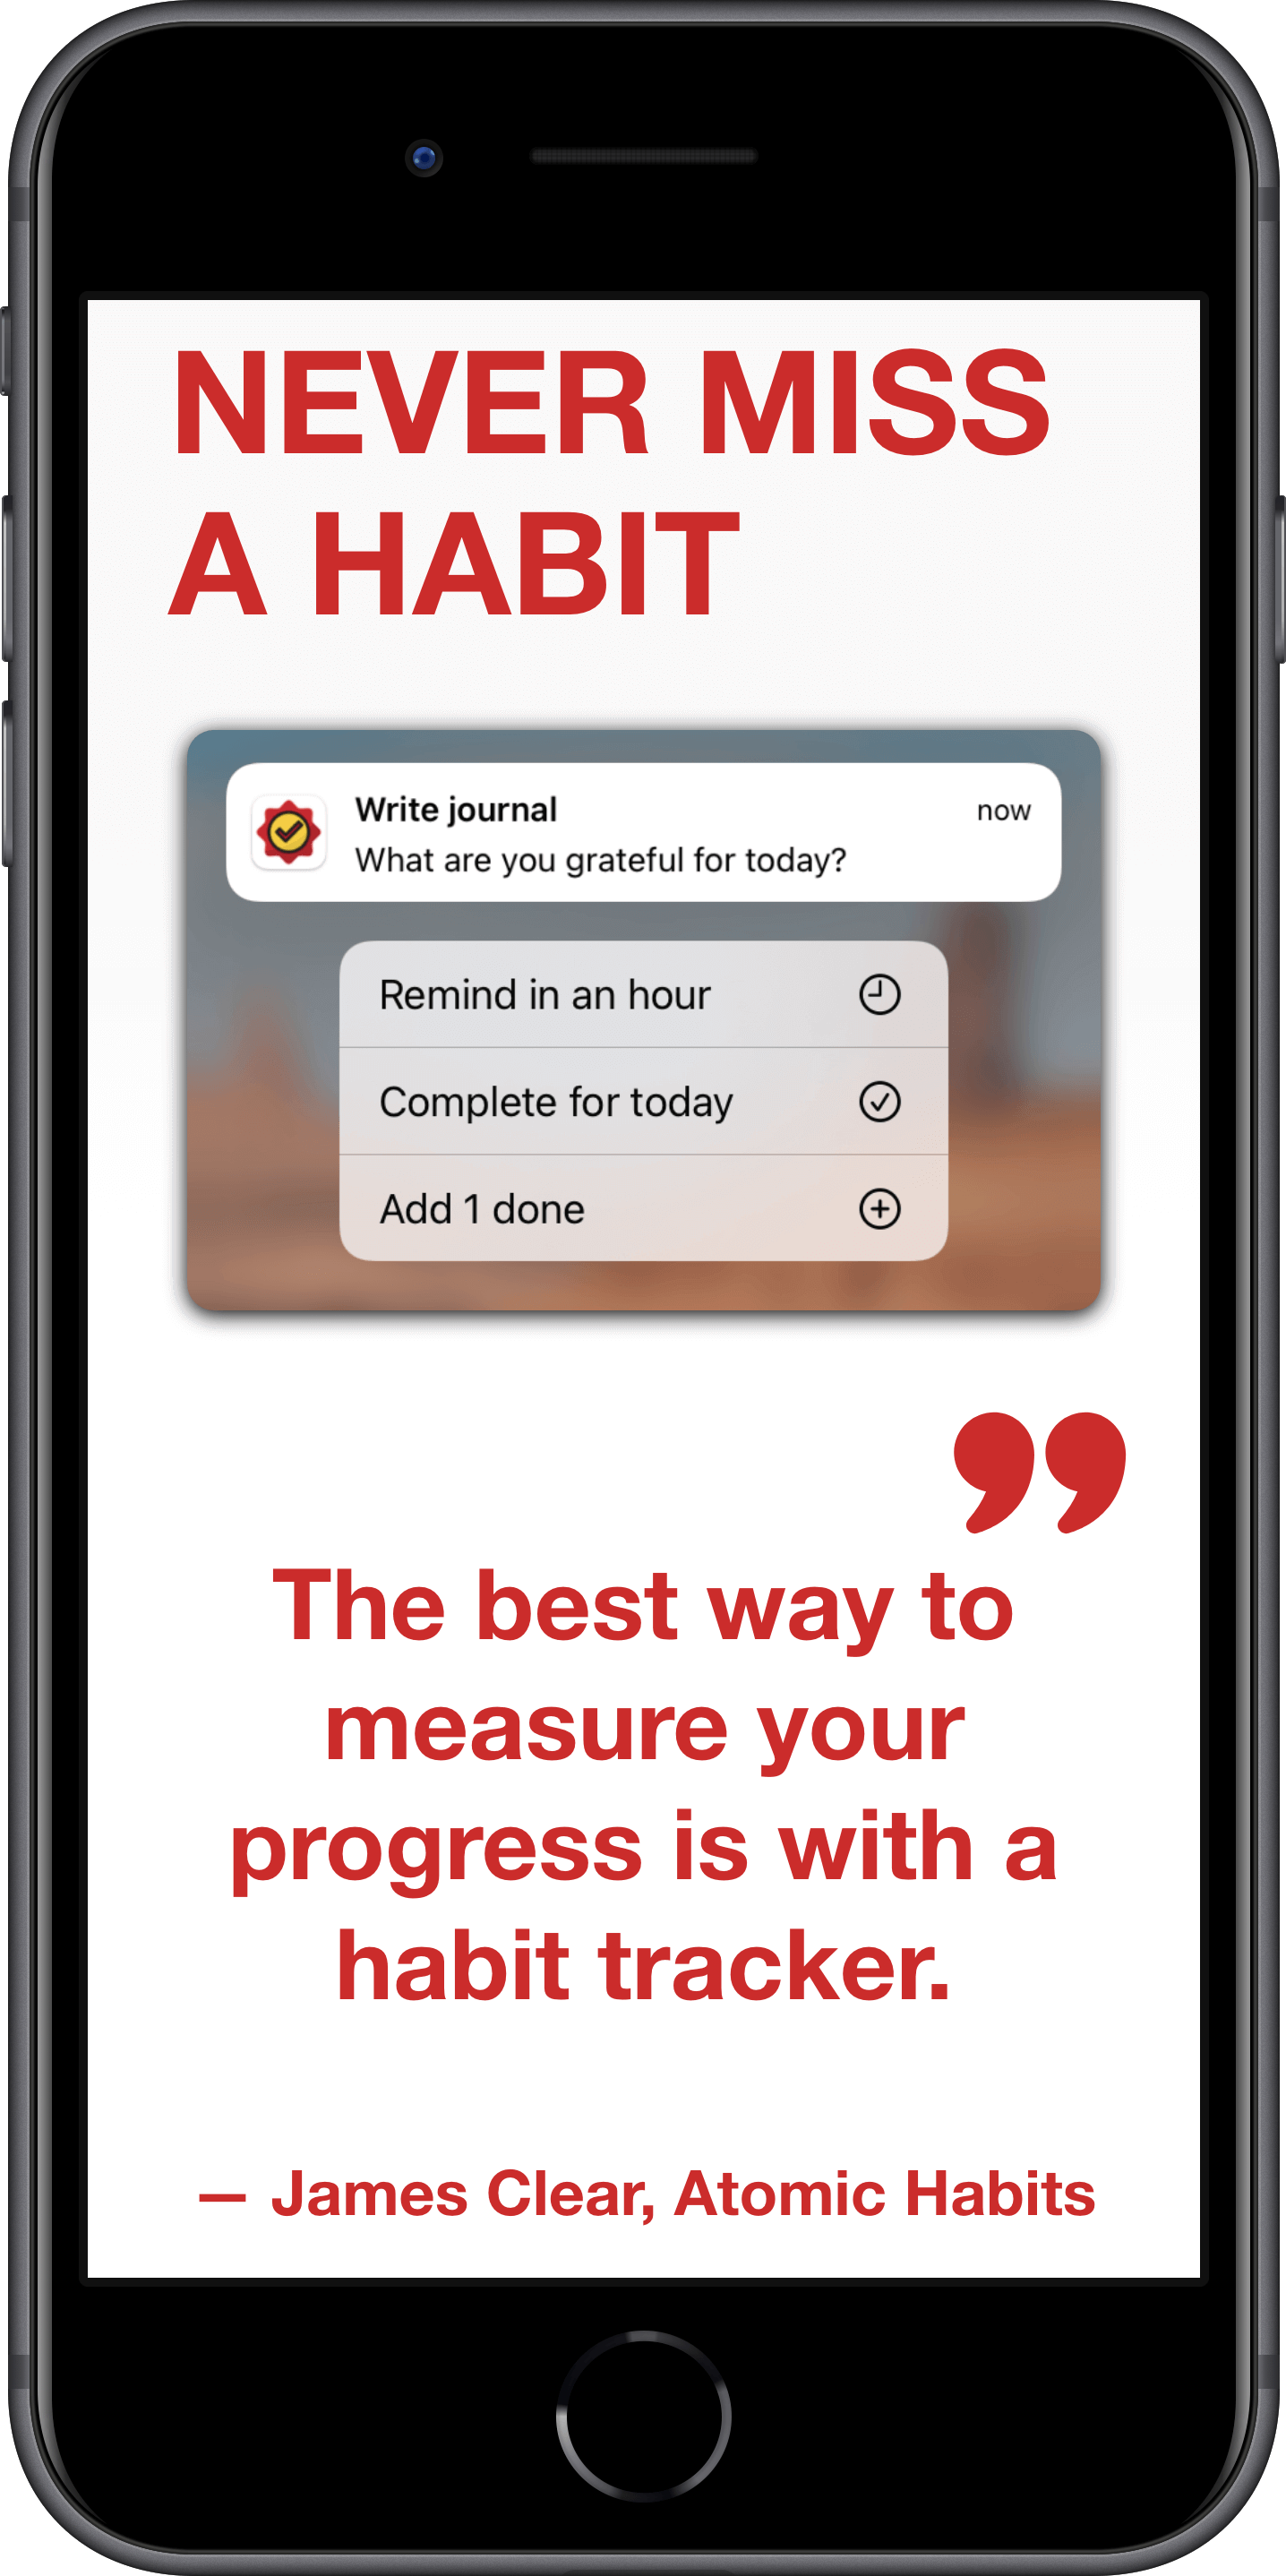 NEVER MISS
A HABIT
Write journal
now
What are you grateful for today?
Remind in an hour
Complete for today
Add 1 done
”
The best way to
measure your
progress is with a
habit tracker.
— James Clear, Atomic Habits